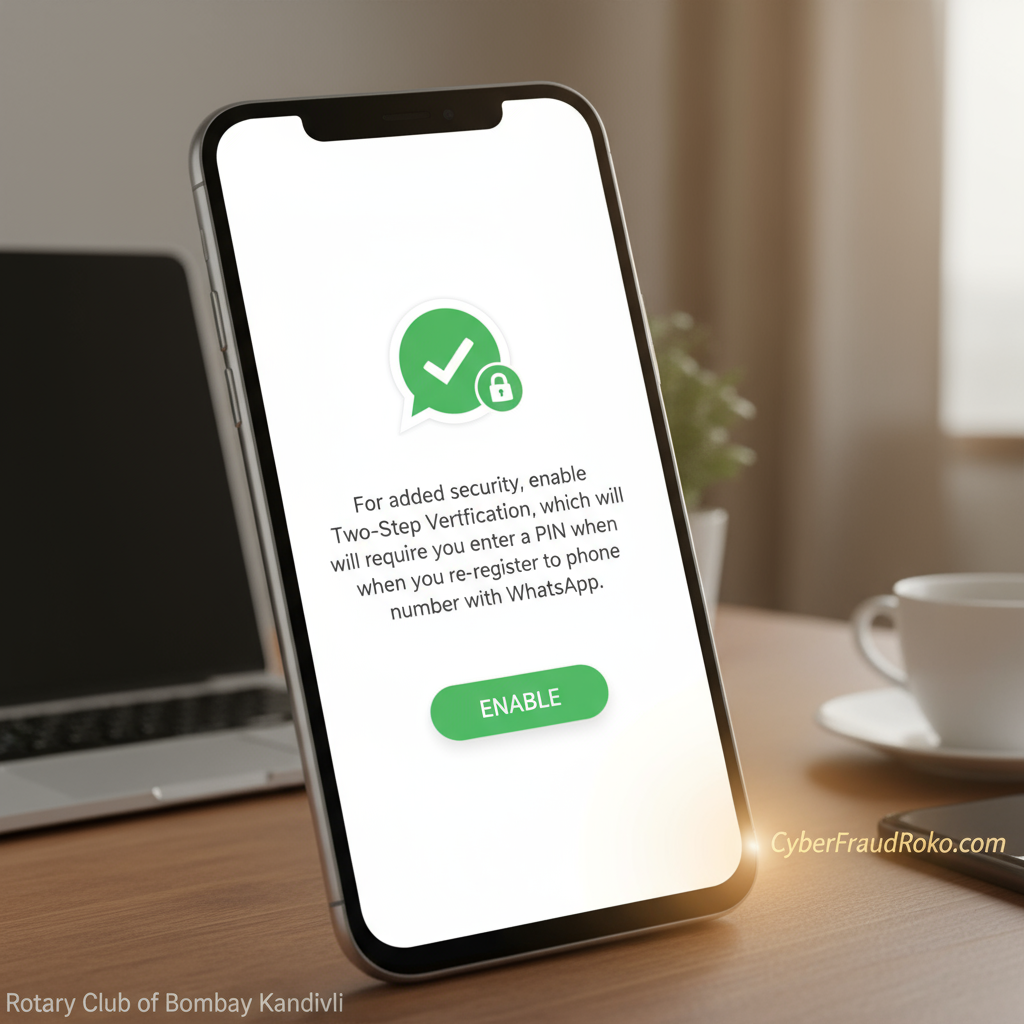 For added security, enable
Two-Step Vertfication, which will
will require you enter a PIN when
when you re-register to phone
number with WhatsApp.
ENABLE
CyberFraudRoko.com
Rotary Club of Bombay Kandivli